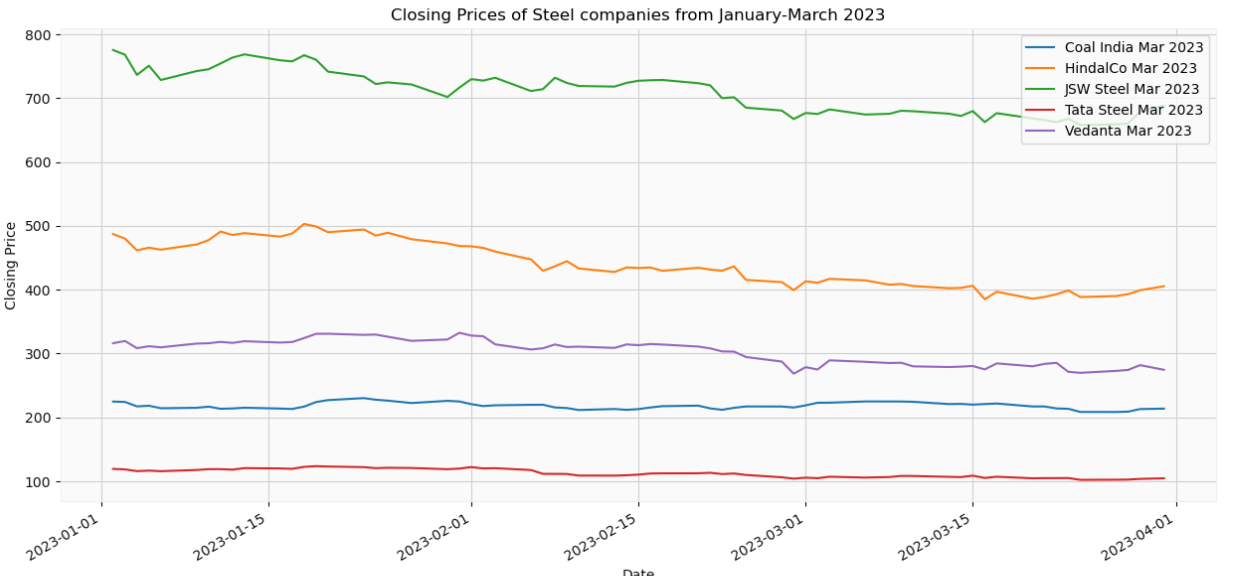 Closing Prices of Steel companies from January-March 2023
800
700
600
500
400
300
200
100
Closing Price
Coal India Mar 2023
HindalCo Mar 2023
JSW Steel Mar 2023
Tata Steel Mar 2023
Vedanta Mar 2023
2023-01-01
2023-01-15
2023-02-01
2023-02-15
2023-03-01
2023-03-15
2023-04-01
Date